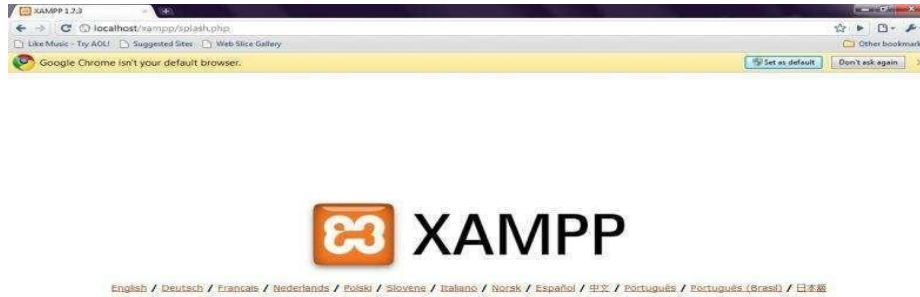 XAMPP 1.7.3
localhost/xampp/splash.php
Like Music - Try AOL! Suggested Sites Web Slice Gallery Other bookmark
Google Chrome isn't your default browser. Set as default Don't ask again
XAMPP
English / Deutsch / Francais / Nederlands / Polski / Slovene / Italiano / Norsk / Español / 中文 / Português / Português (Brasil) / 日本語